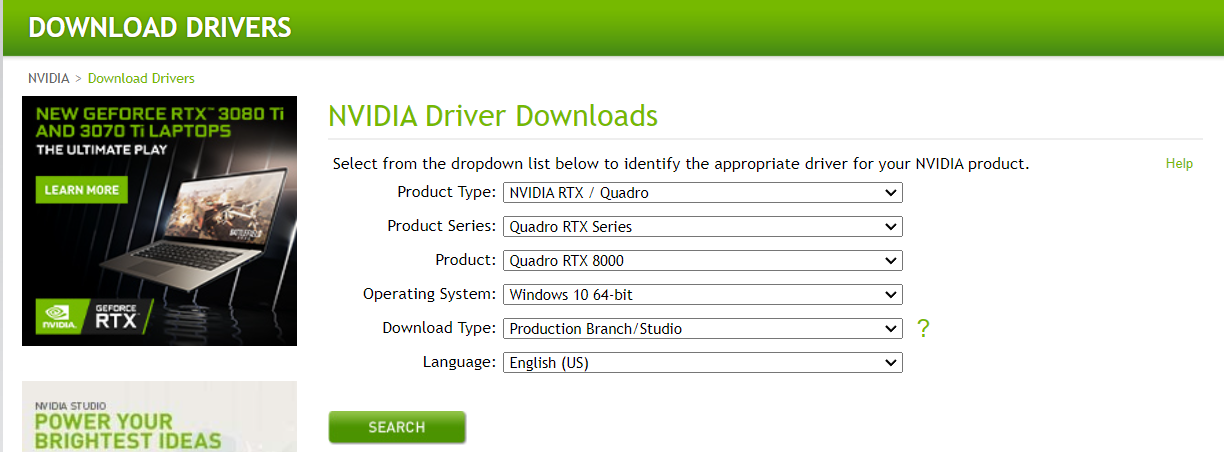 DOWNLOAD DRIVERS
NVIDIA > Download Drivers
NEW GEFORCE RTX™ 3080 Ti
AND 3070 Ti LAPTOPS
THE ULTIMATE PLAY
LEARN MORE
BATTLEFIELD
NVIDIA.
GEFORCE
RTX
NVIDIA STUDIO
POWER YOUR
BRIGHTEST IDEAS
NVIDIA Driver Downloads
Select from the dropdown list below to identify the appropriate driver for your NVIDIA product.
Help
Product Type: NVIDIA RTX / Quadro
Product Series: Quadro RTX Series
Product: Quadro RTX 8000
Operating System: Windows 10 64-bit
Download Type: Production Branch/Studio ?
Language: English (US)
SEARCH